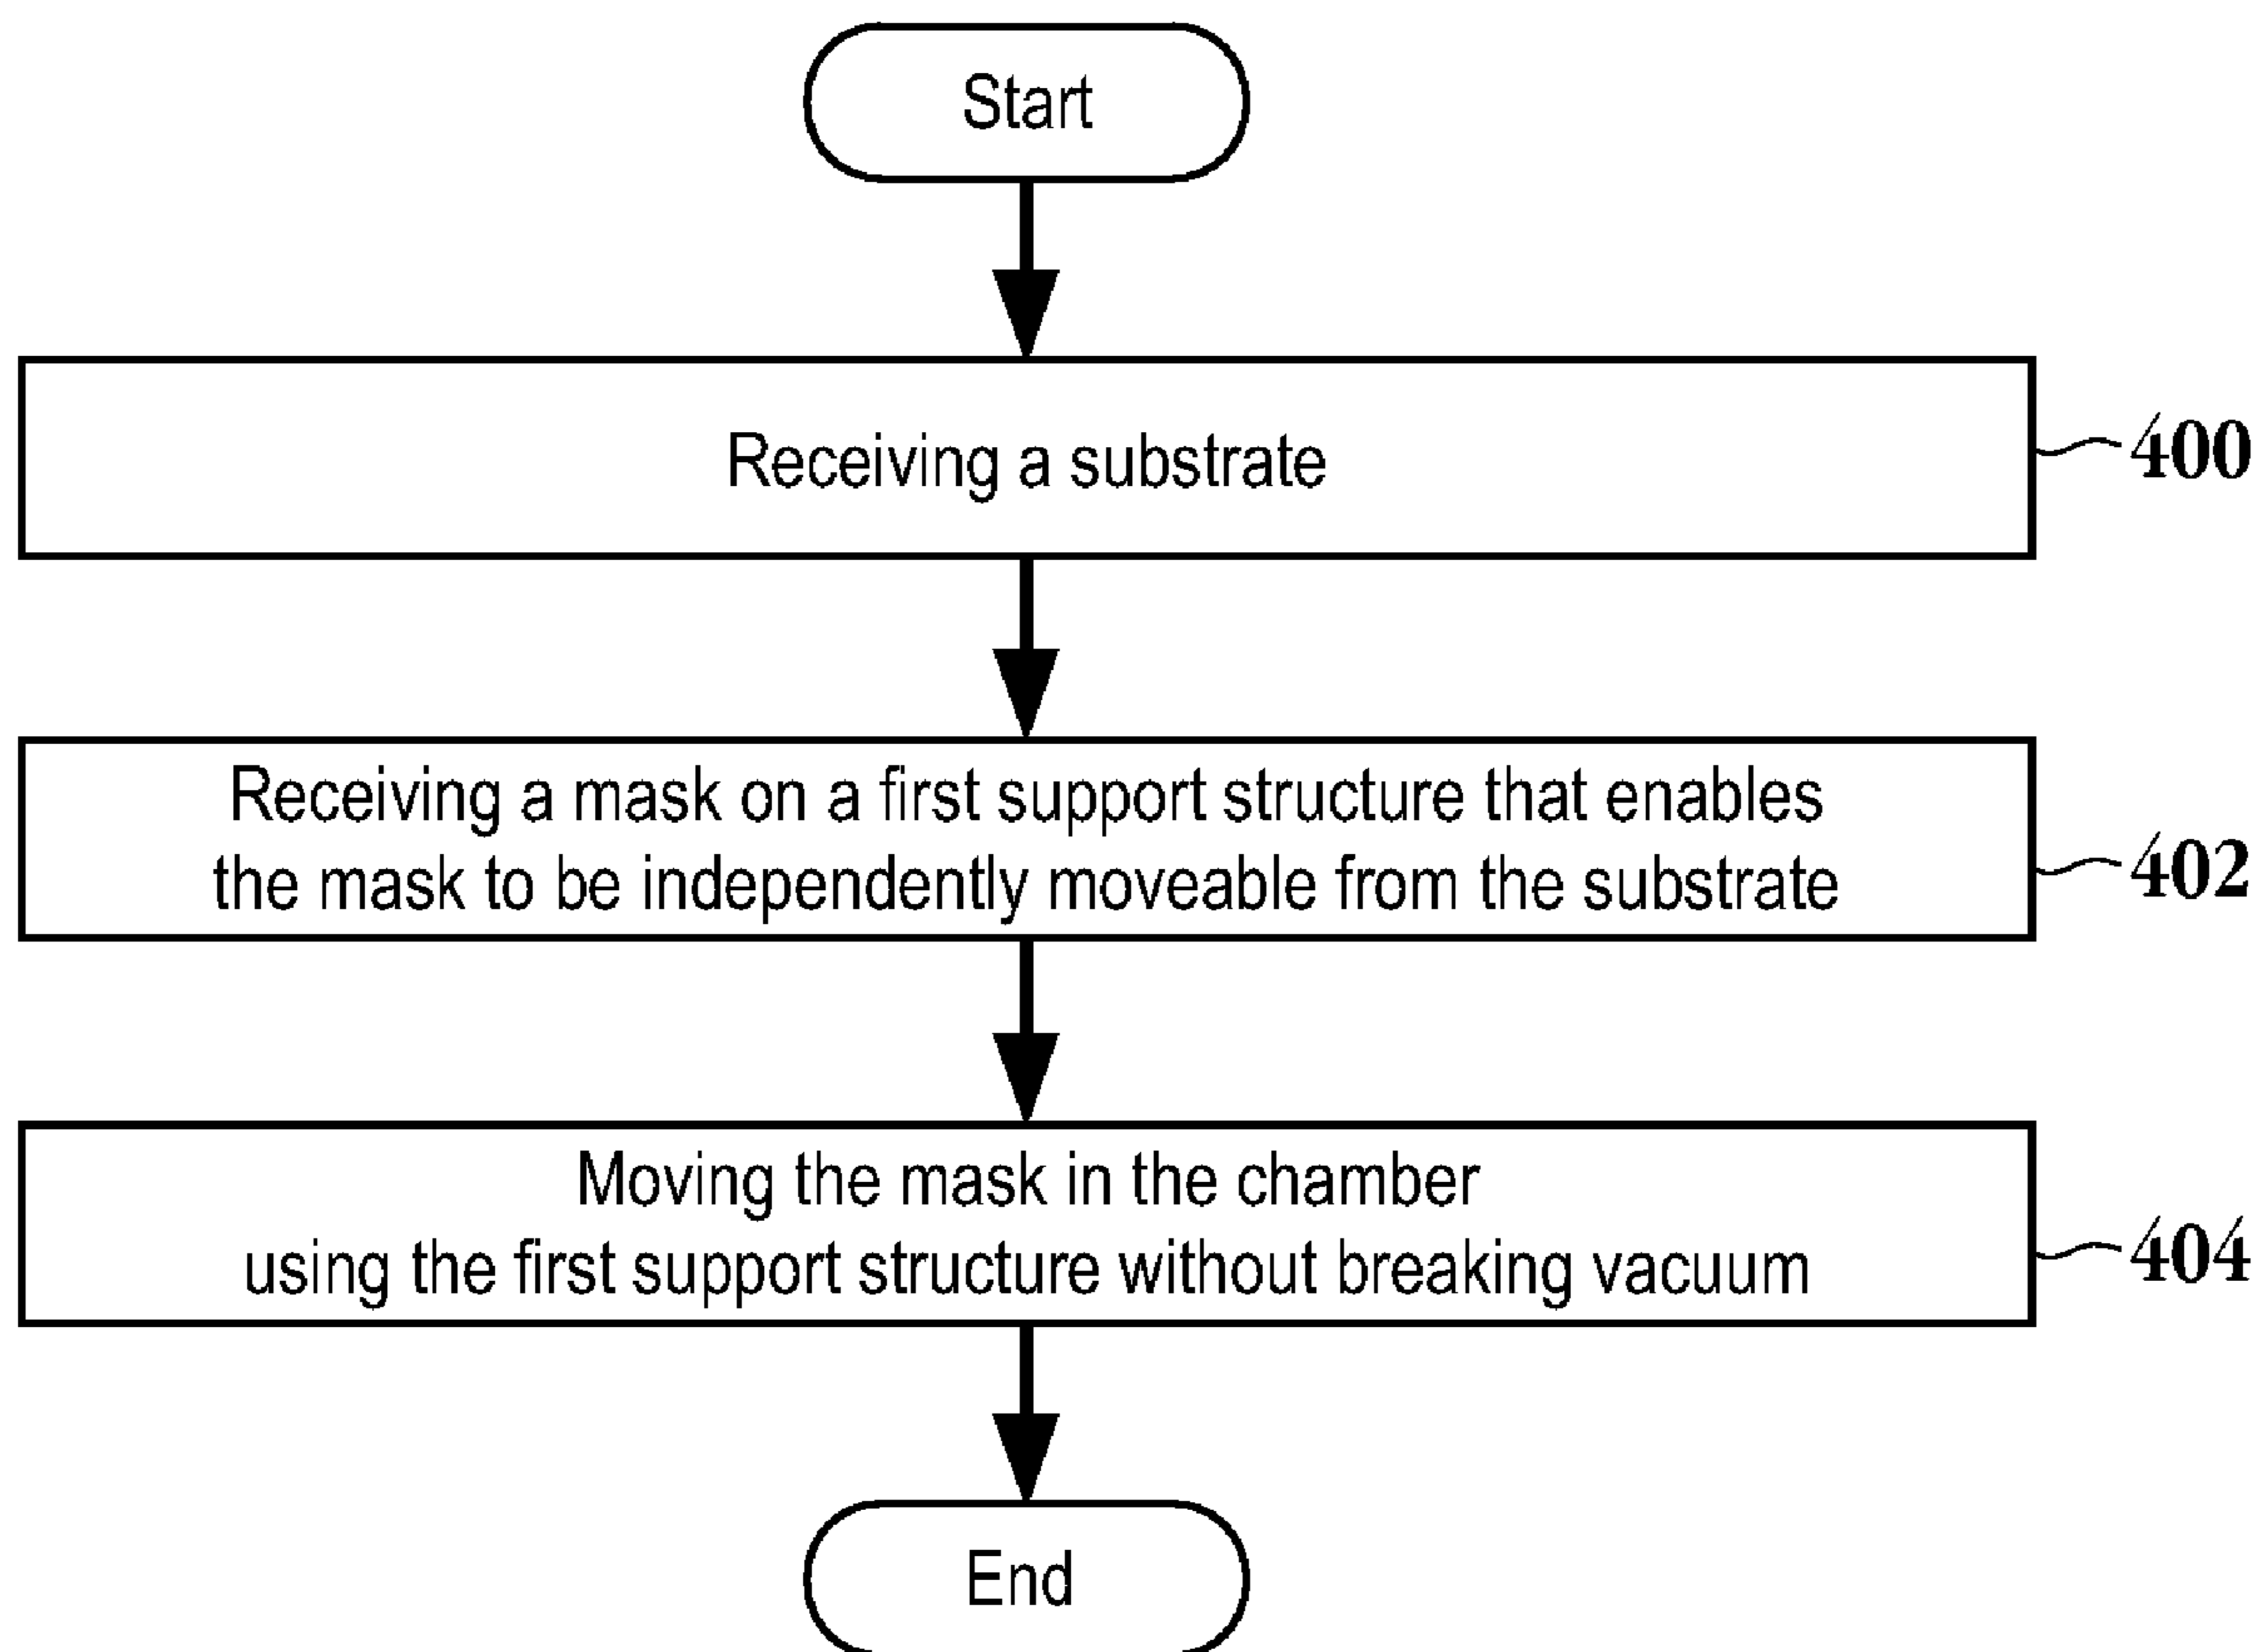 Start
Receiving a substrate
400
Receiving a mask on a first support structure that enables
the mask to be independently moveable from the substrate
402
Moving the mask in the chamber
using the first support structure without breaking vacuum
404
End